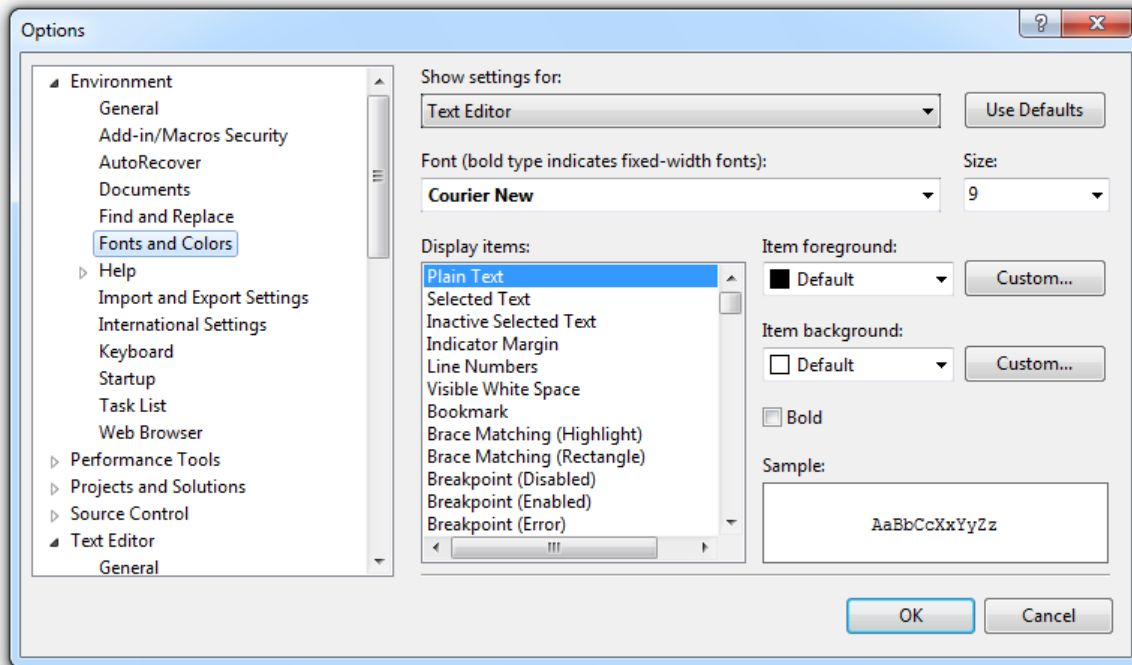 Options
Environment
General
Add-in/Macros Security
AutoRecover
Documents
Find and Replace
Fonts and Colors
Help
Import and Export Settings
International Settings
Keyboard
Startup
Task List
Web Browser
Performance Tools
Projects and Solutions
Source Control
Text Editor
General
Show settings for:
Text Editor
Use Defaults
Font (bold type indicates fixed-width fonts):
Size:
Courier New
9
Display items:
Plain Text
Selected Text
Inactive Selected Text
Indicator Margin
Line Numbers
Visible White Space
Bookmark
Brace Matching (Highlight)
Brace Matching (Rectangle)
Breakpoint (Disabled)
Breakpoint (Enabled)
Breakpoint (Error)
Item foreground:
Default
Custom...
Item background:
Default
Custom...
Bold
Sample:
AaBbCcXxYyZz
OK
Cancel